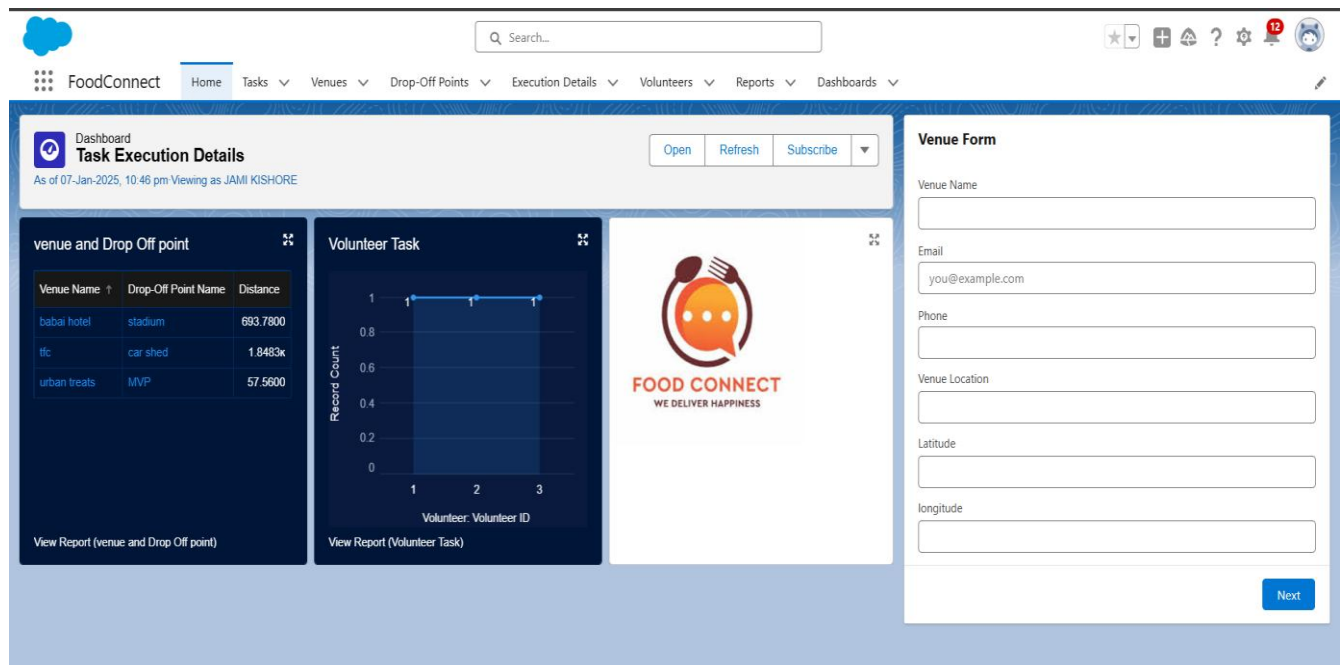 Search...
12
FoodConnect Home Tasks Venues Drop-Off Points Execution Details Volunteers Reports Dashboards
Dashboard
Task Execution Details
As of 07-Jan-2025, 10:46 pm·Viewing as JAMI KISHORE
Open Refresh Subscribe
venue and Drop Off point
Venue Name ↑ Drop-Off Point Name Distance
babai hotel stadium 693.7800
tfc car shed 1.8483ĸ
urban treats MVP 57.5600
View Report (venue and Drop Off point)
Volunteer Task
Record Count
1
0.8
0.6
0.4
0.2
0
1 1 1
1 2 3
Volunteer: Volunteer ID
View Report (Volunteer Task)
FOOD CONNECT
WE DELIVER HAPPINESS
Venue Form
Venue Name
Email
you@example.com
Phone
Venue Location
Latitude
longitude
Next